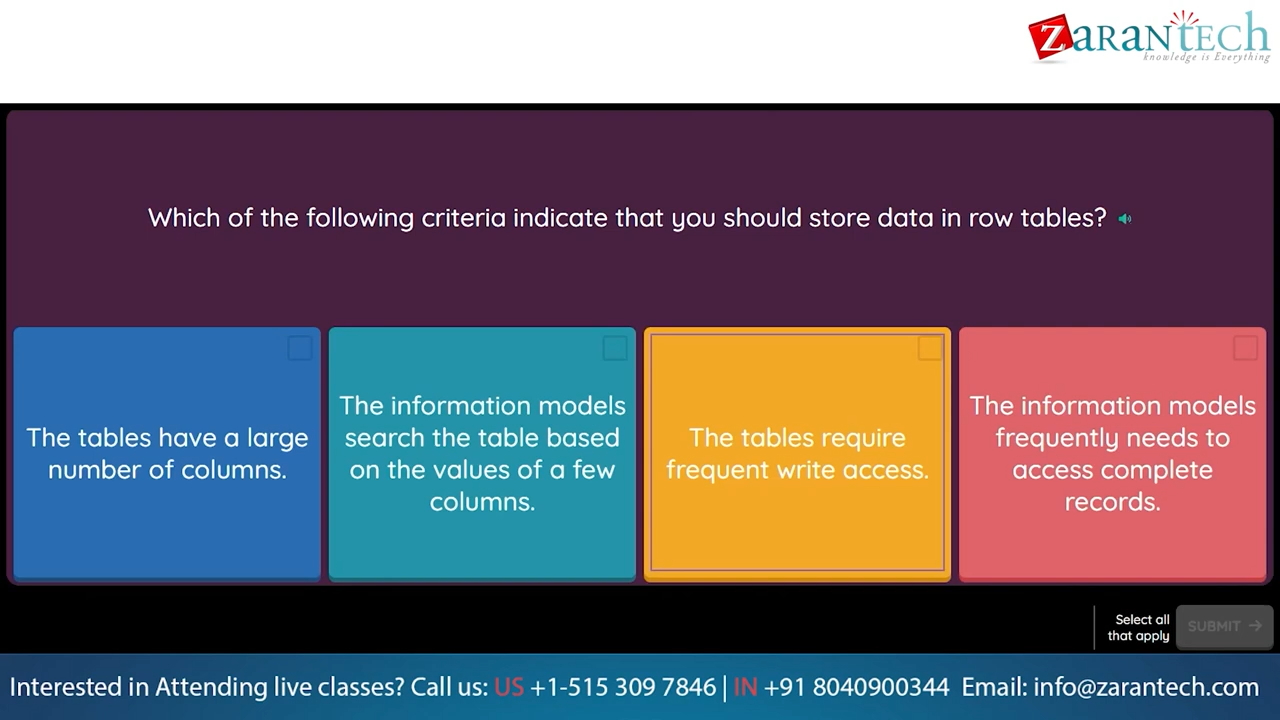 ZARANTECH
knowledge is Everything
Which of the following criteria indicate that you should store data in row tables?
The tables have a large
number of columns.
The information models
search the table based
on the values of a few
columns.
The tables require
frequent write access.
The information models
frequently needs to
access complete
records.
Select all
that apply
SUBMIT →
Interested in Attending live classes? Call us: US +1-515 309 7846 | IN +91 8040900344 Email: info@zarantech.com